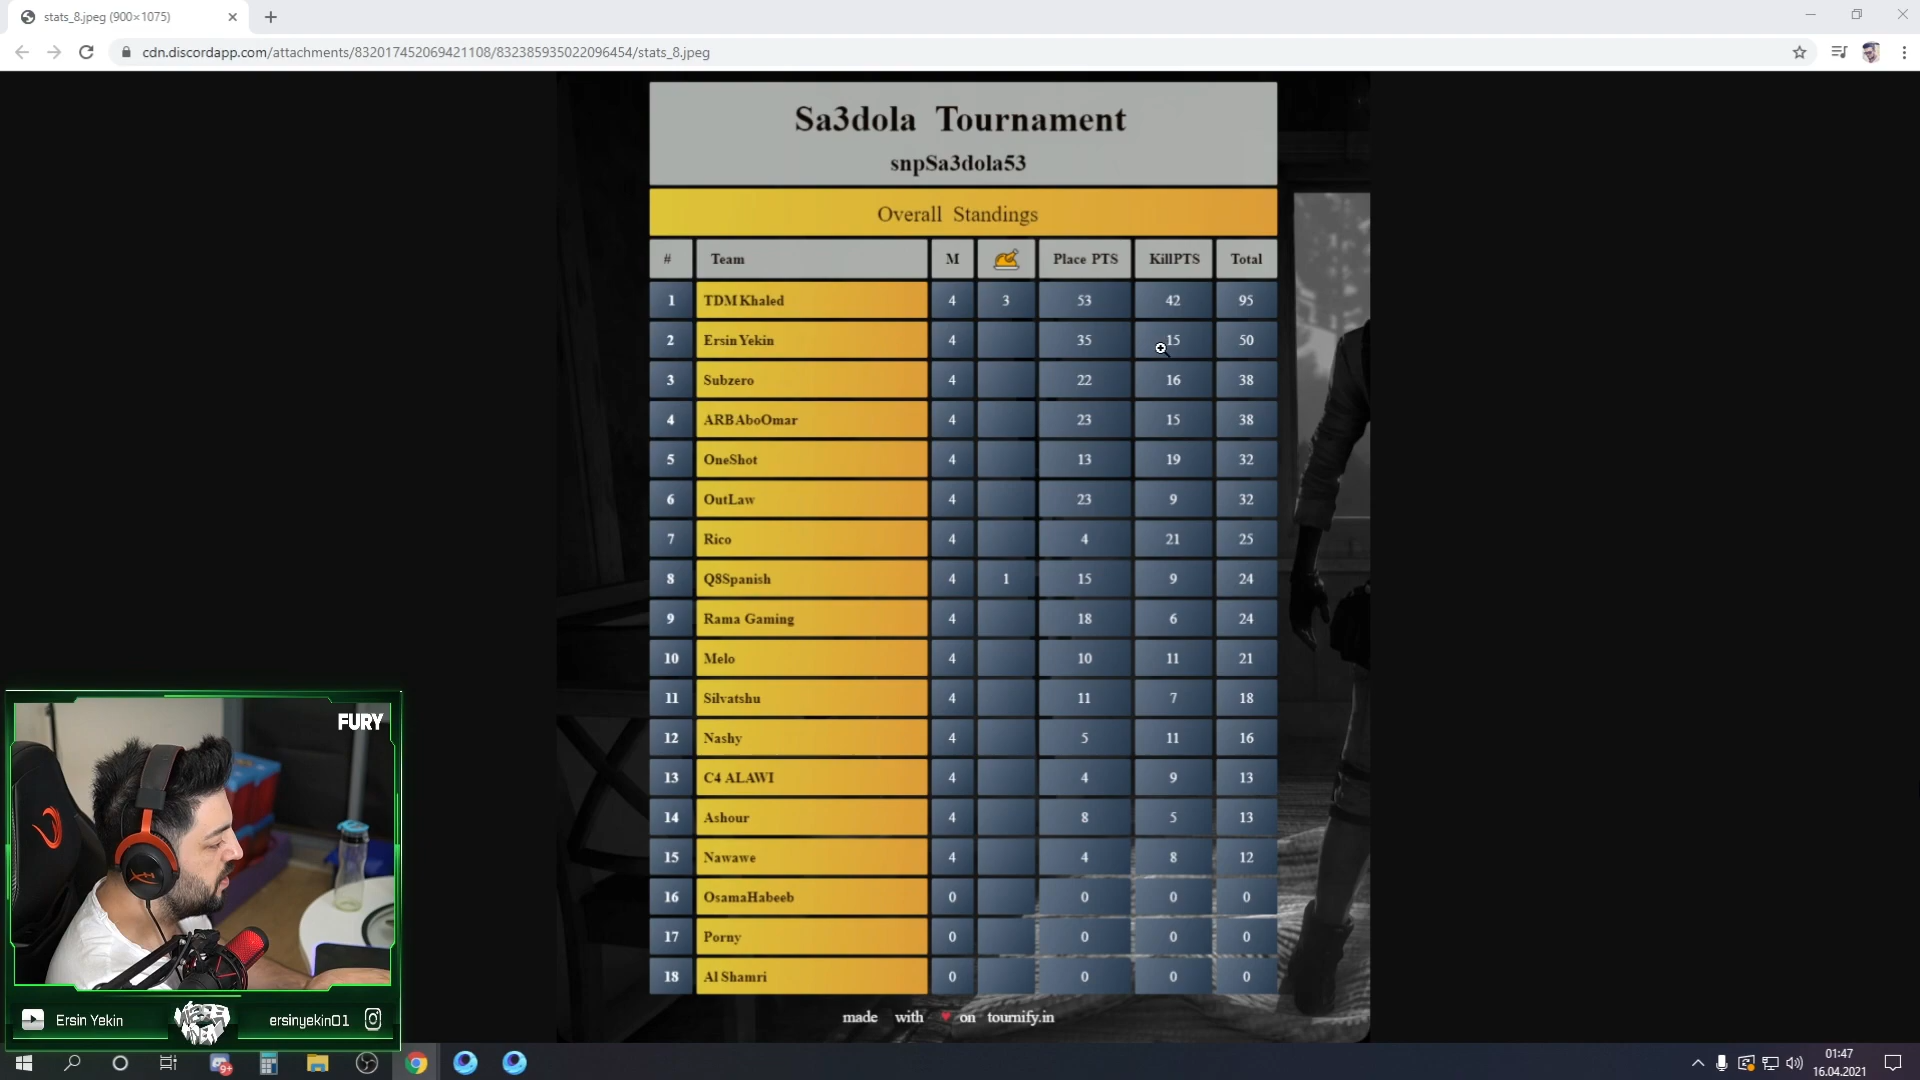 stats_8.jpeg (900×1075)
cdn.discordapp.com/attachments/832017452069421108/832385935022096454/stats_8.jpeg
Sa3dola Tournament
snpSa3dola53
Overall Standings
# Team M Place PTS KillPTS Total
1 TDM Khaled 4 3 53 42 95
2 Ersin Yekin 4 35 15 50
3 Subzero 4 22 16 38
4 ARB AboOmar 4 23 15 38
5 OneShot 4 13 19 32
6 OutLaw 4 23 9 32
7 Rico 4 4 21 25
8 Q8Spanish 4 1 15 9 24
9 Rama Gaming 4 18 6 24
10 Melo 4 10 11 21
11 Silvatshu 4 11 7 18
12 Nashy 4 5 11 16
13 C4 ALAWI 4 4 9 13
14 Ashour 4 8 5 13
15 Nawawe 4 4 8 12
16 OsamaHabeeb 0 0 0 0
17 Porny 0 0 0 0
18 Al Shamri 0 0 0 0
made with ♥ on tournify.in
FURY
Ersin Yekin ersinyekin01
9+
01:47
16.04.2021